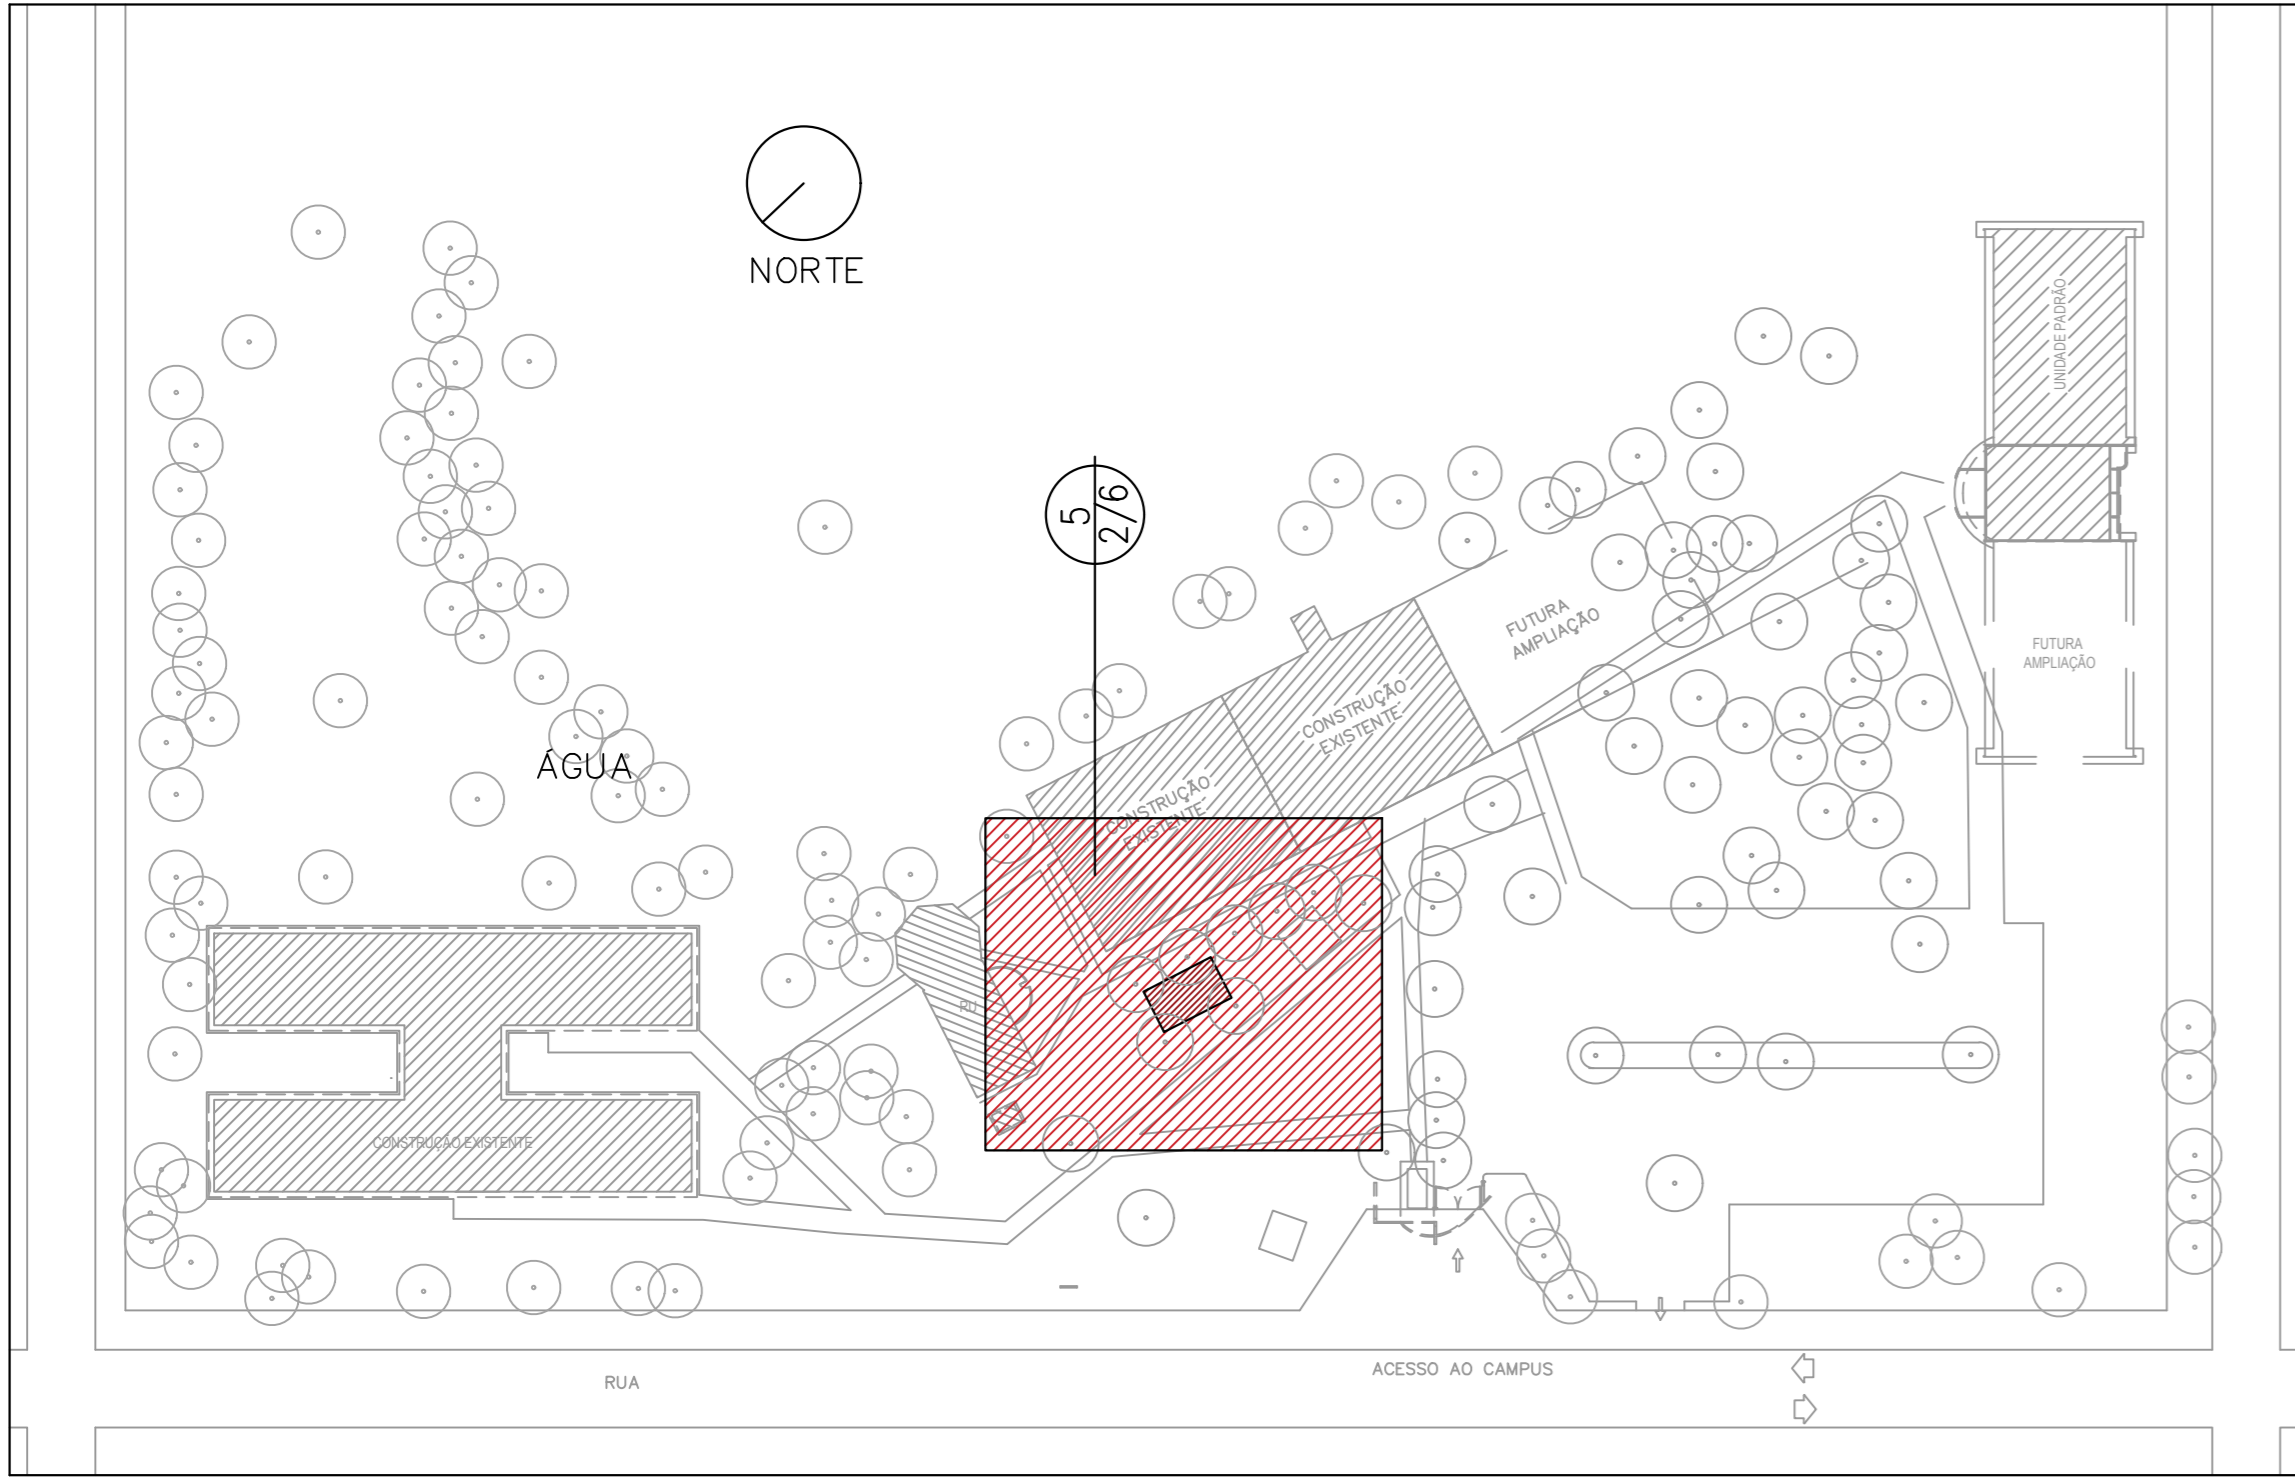 NORTE
UNIDADE PADRÃO
5
2/6
FUTURA
AMPLIAÇÃO
FUTURA
AMPLIAÇÃO
CONSTRUÇÃO
EXISTENTE
ÁGUA
CONSTRUÇÃO
EXISTENTE
RU
CONSTRUÇÃO EXISTENTE
ACESSO AO CAMPUS
RUA